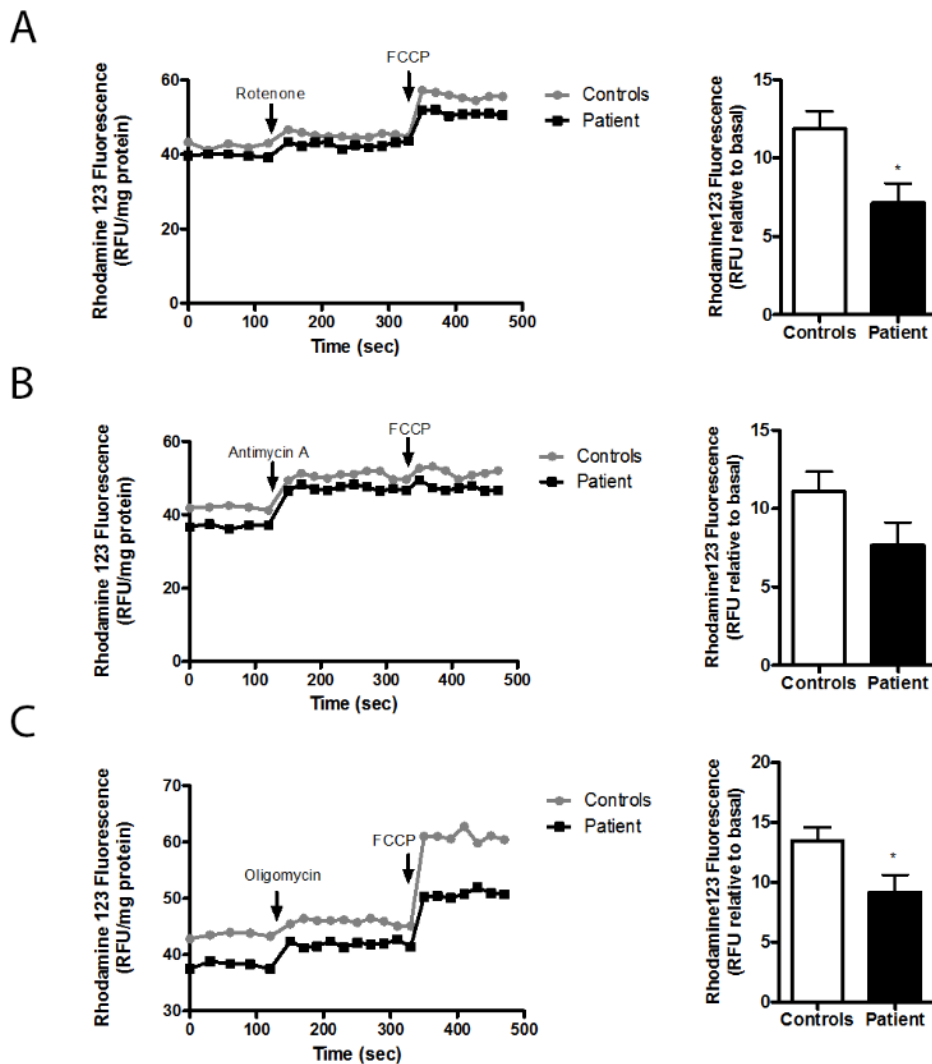 A
Rhodamine 123 Fluorescence
(RFU/mg protein)
60
40
20
0
Rotenone
FCCP
Controls
Patient
0 100 200 300 400 500
Time (sec)
Rhodamine123 Fluorescence
(RFU relative to basal)
15
10
5
0
*
Controls Patient
B
Rhodamine 123 Fluorescence
(RFU/mg protein)
60
40
20
0
Antimycin A
FCCP
Controls
Patient
0 100 200 300 400 500
Time (sec)
Rhodamine123 Fluorescence
(RFU relative to basal)
15
10
5
0
Controls Patient
C
Rhodamine 123 Fluorescence
(RFU/mg protein)
70
60
50
40
30
Oligomycin
FCCP
Controls
Patient
0 100 200 300 400 500
Time (sec)
Rhodamine123 Fluorescence
(RFU relative to basal)
20
15
10
5
0
*
Controls Patient